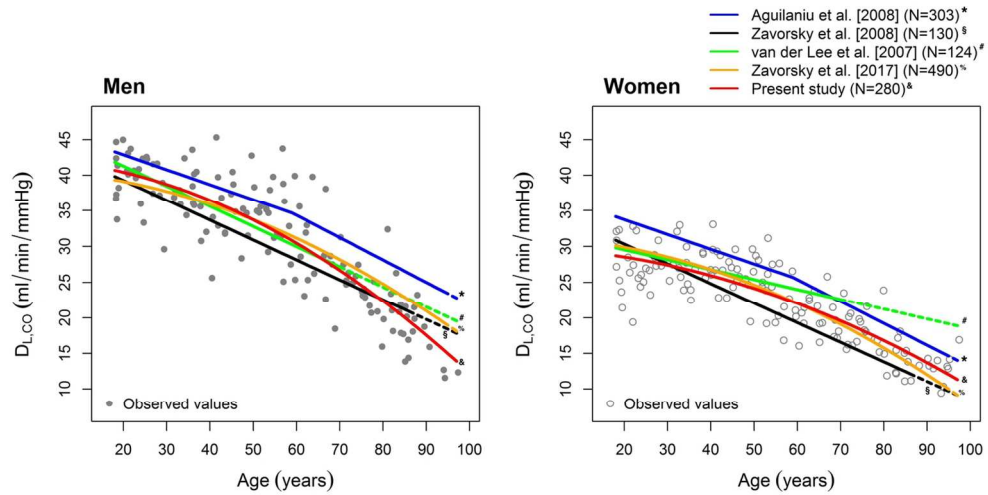 Aguilaniu et al. [2008] (N=303)*
Zavorsky et al. [2008] (N=130)§
van der Lee et al. [2007] (N=124)#
Zavorsky et al. [2017] (N=490)%
Present study (N=280)&
Men
DL,CO (ml/min/mmHg)
45
40
35
30
25
20
15
10
*
#
%
§
&
Observed values
20 30 40 50 60 70 80 90 100
Age (years)
Women
DL,CO (ml/min/mmHg)
45
40
35
30
25
20
15
10
#
*
&
%
§
Observed values
20 30 40 50 60 70 80 90 100
Age (years)